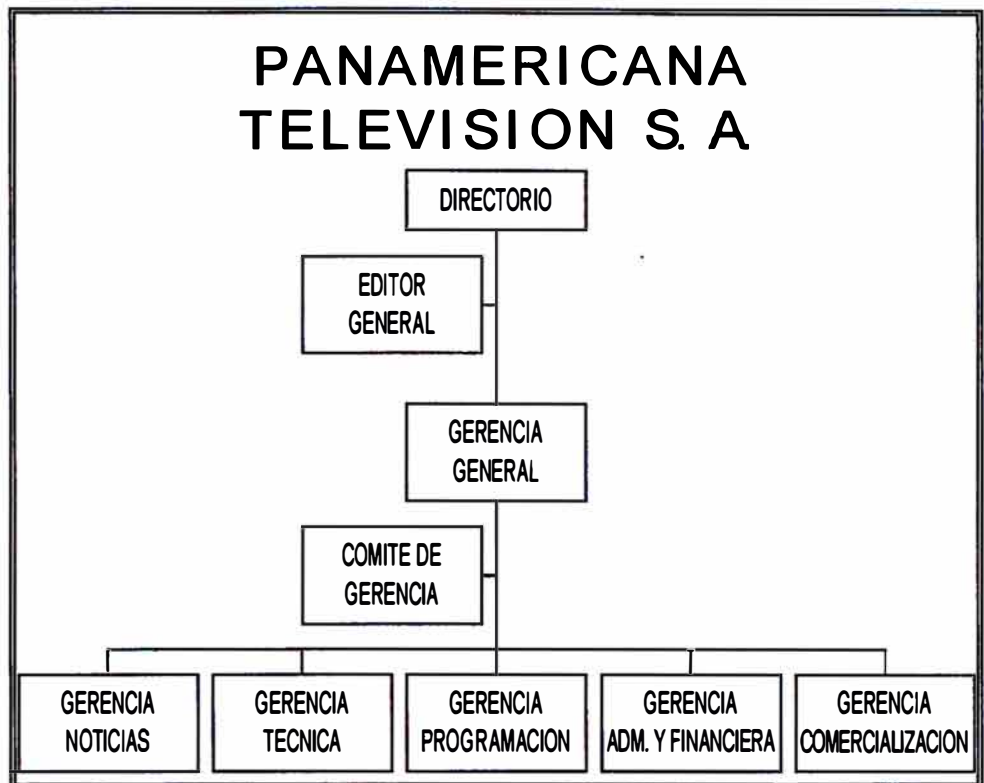 PANAMERICANA
TELEVISION S. A.
DIRECTORIO
EDITOR
GENERAL
GERENCIA
GENERAL
COMITE DE
GERENCIA
GERENCIA
NOTICIAS
GERENCIA
TECNICA
GERENCIA
PROGRAMACION
GERENCIA
ADM. Y FINANCIERA
GERENCIA
COMERCIALIZACION